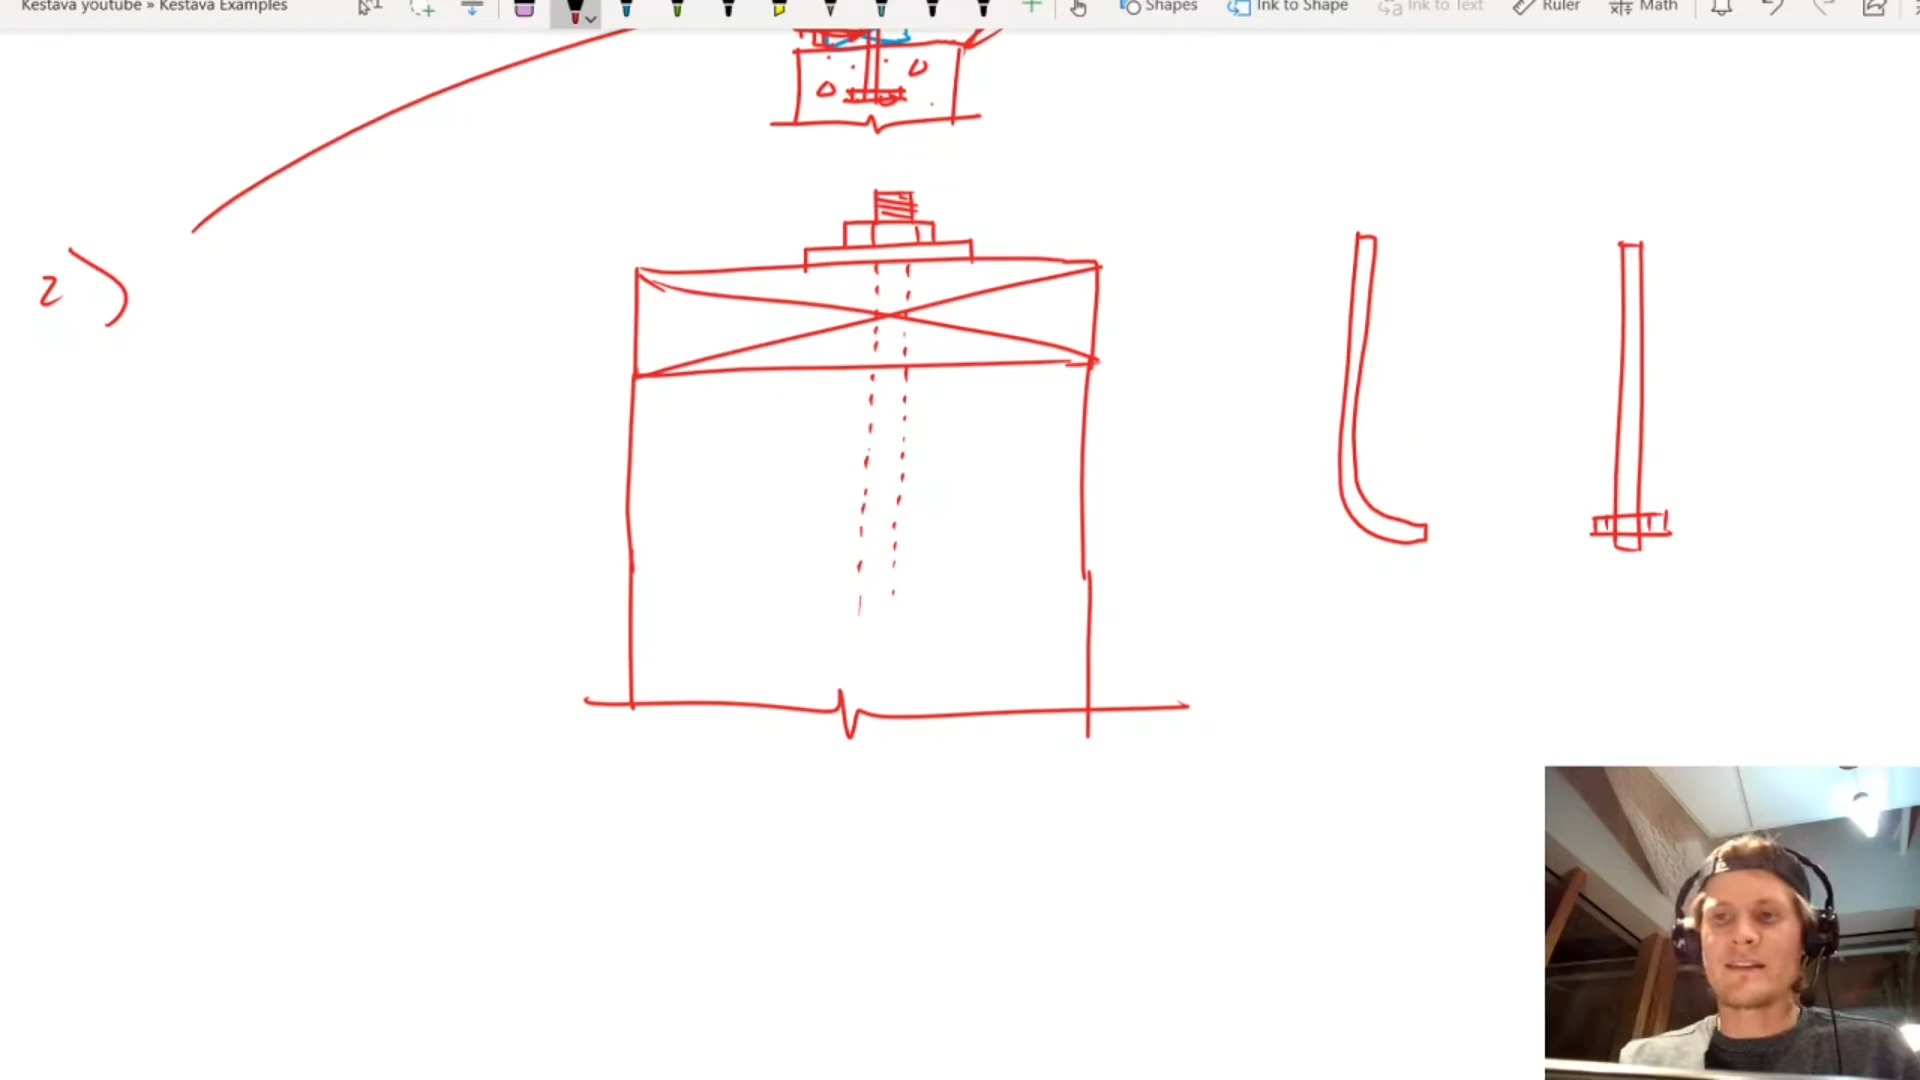 Kestava youtube » Kestava Examples
Shapes
Ink to Shape
Ink to Text
Ruler
Math
2)